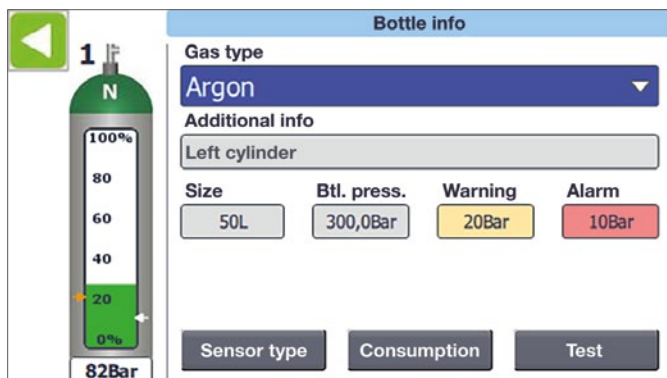 Bottle info
1
N
100%
80
60
40
20
0%
82Bar
Gas type
Argon
Additional info
Left cylinder
Size Btl. press. Warning Alarm
50L 300,0Bar 20Bar 10Bar
Sensor type Consumption Test